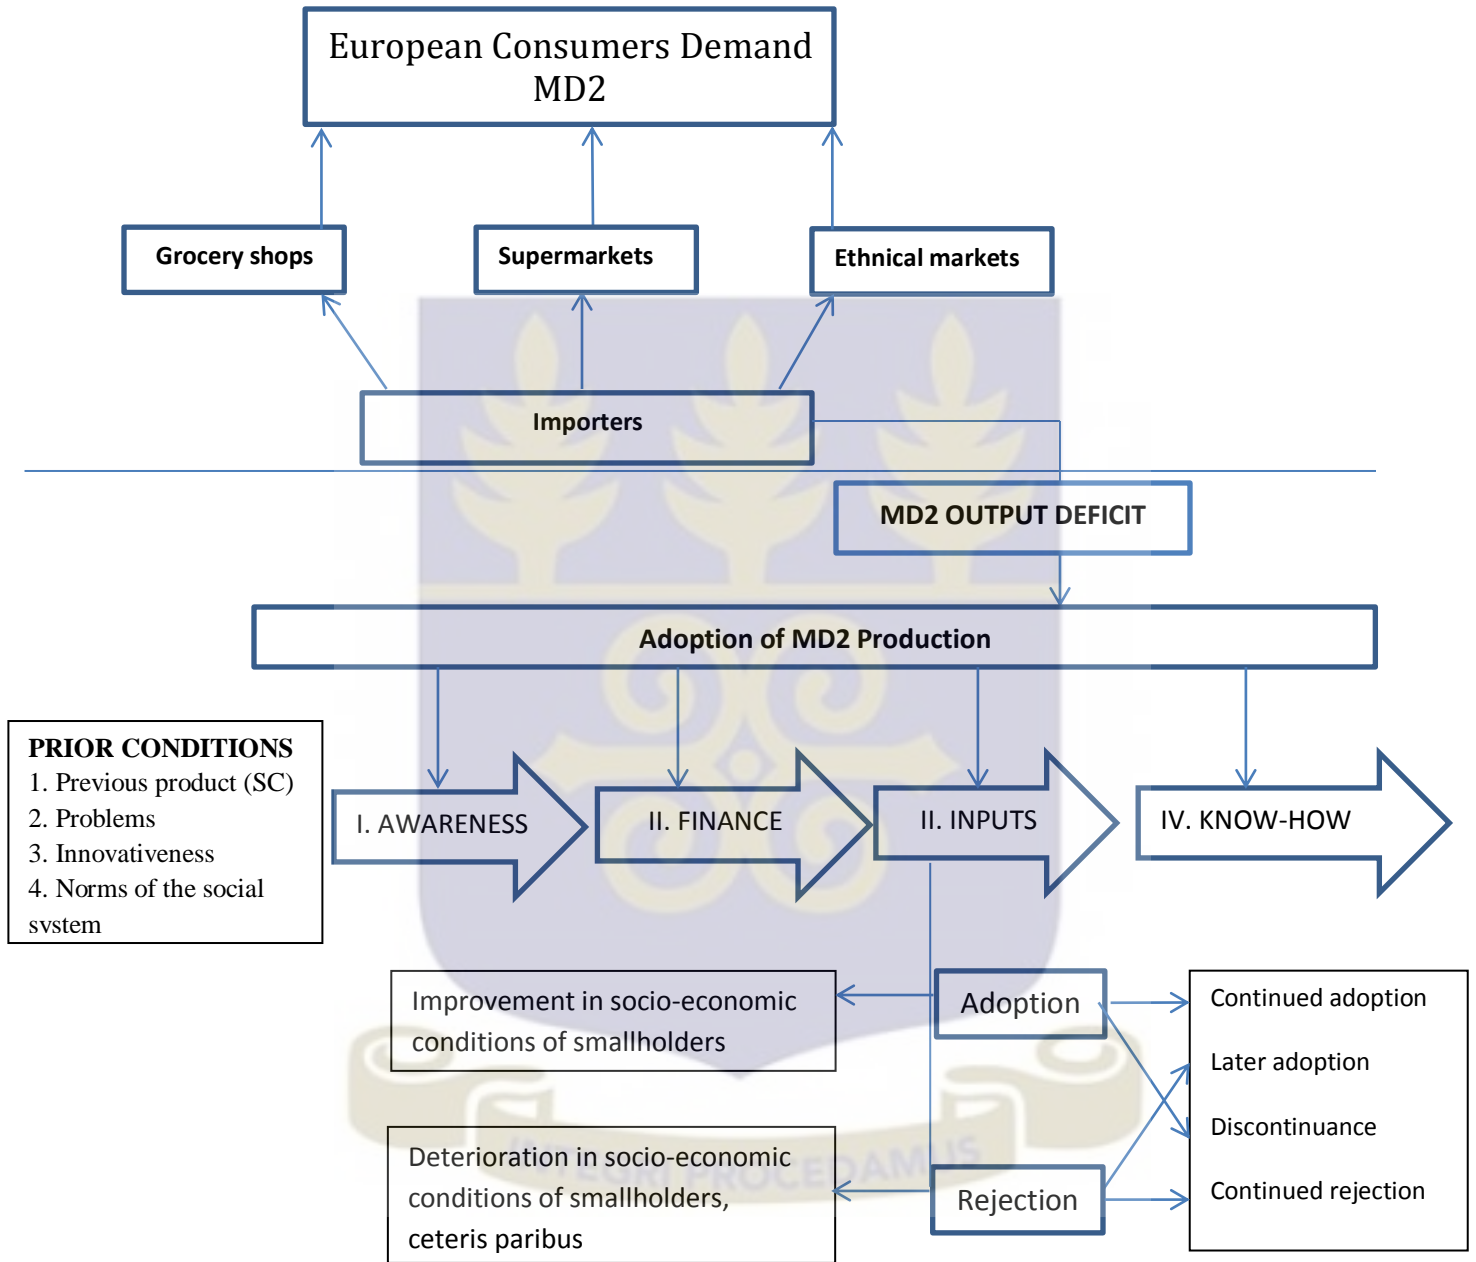 European Consumers Demand
MD2
Grocery shops
Supermarkets
Ethnical markets
Importers
MD2 OUTPUT DEFICIT
Adoption of MD2 Production
PRIOR CONDITIONS
1. Previous product (SC)
2. Problems
3. Innovativeness
4. Norms of the social
system
I. AWARENESS
II. FINANCE
II. INPUTS
IV. KNOW-HOW
Improvement in socio-economic
conditions of smallholders
Adoption
Continued adoption
Later adoption
Discontinuance
Continued rejection
Deterioration in socio-economic
conditions of smallholders,
ceteris paribus
Rejection
INTEGRI PROCEDAMUS